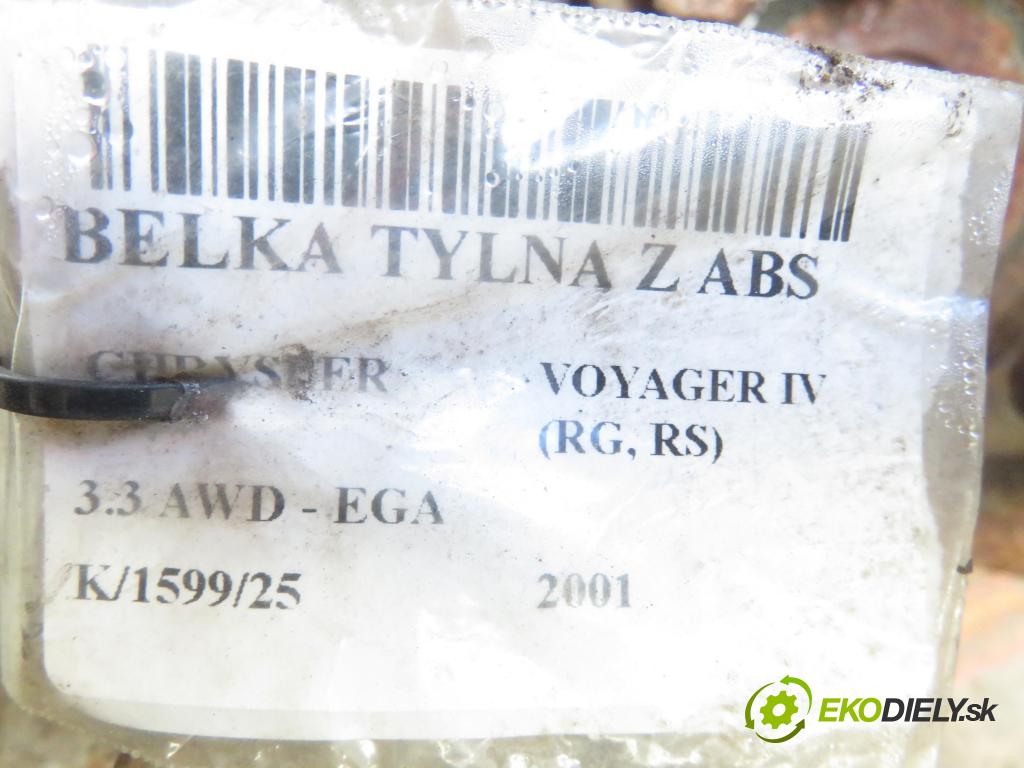 BELKA TYLNA Z ABS
CHRYSLER
VOYAGER IV
(RG, RS)
3.3 AWD - EGA
K/1599/25
2001
EKODIELY.sk